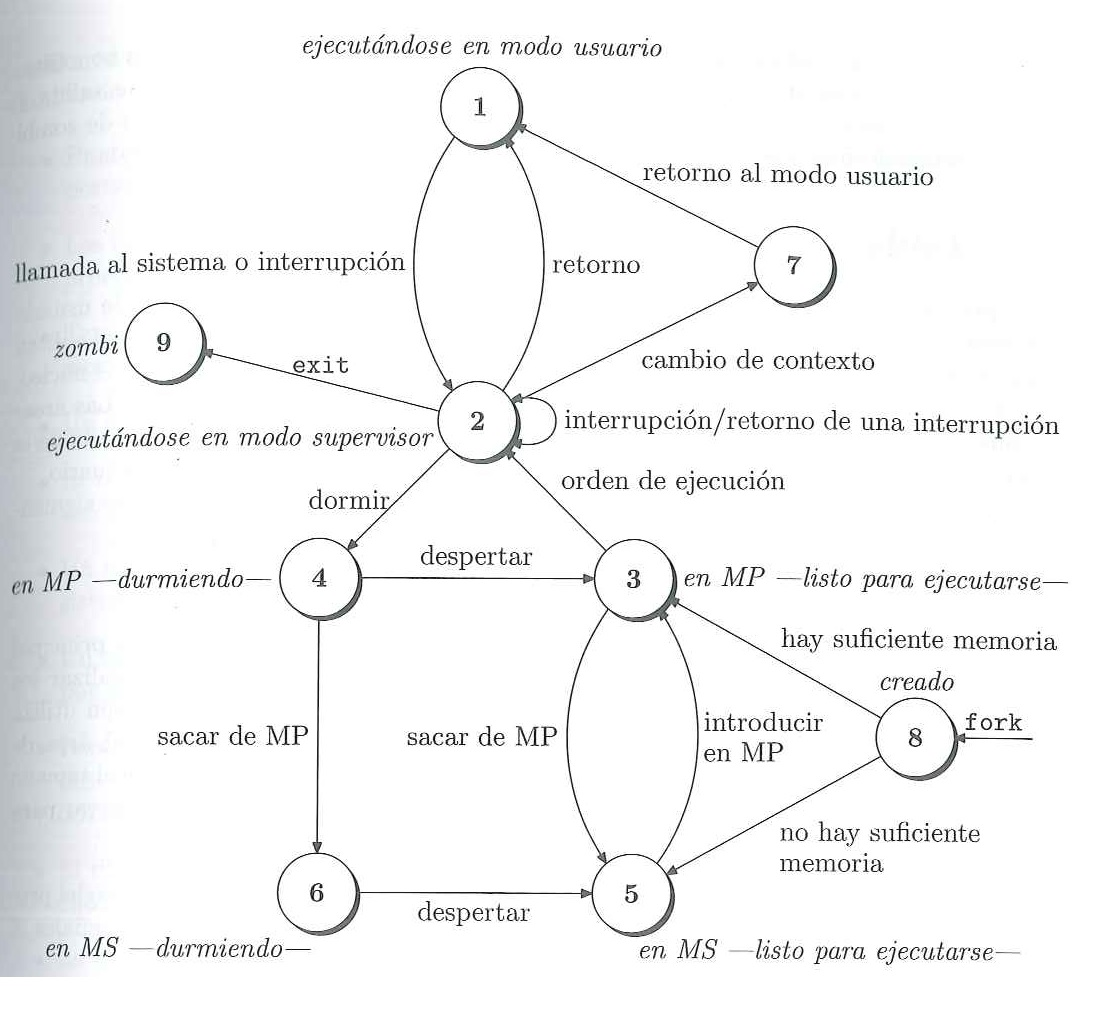 ejecutándose en modo usuario
1
retorno al modo usuario
llamada al sistema o interrupción
retorno
7
zombi
9
exit
cambio de contexto
2
interrupción/retorno de una interrupción
ejecutándose en modo supervisor
orden de ejecución
dormir
despertar
en MP —durmiendo—
4
3
en MP —listo para ejecutarse—
hay suficiente memoria
creado
sacar de MP
sacar de MP
introducir
en MP
8
fork
no hay suficiente
memoria
6
5
despertar
en MS —durmiendo—
en MS —listo para ejecutarse—